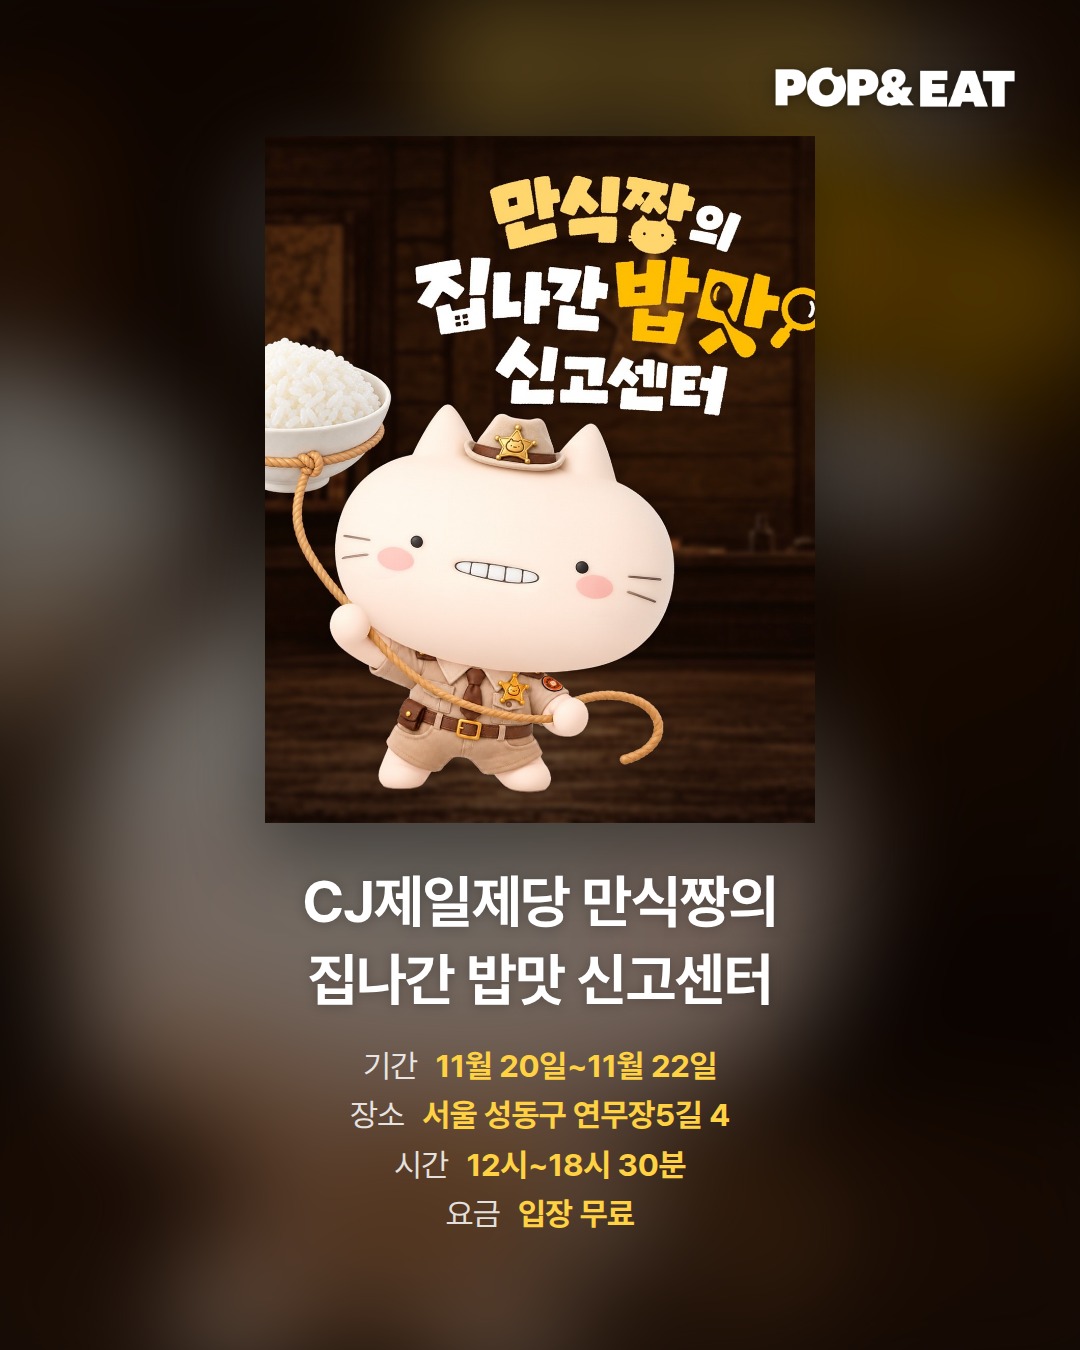 POP& EAT
만식짱의
집나간 밥맛
신고센터
CJ제일제당 만식짱의
집나간 밥맛 신고센터
기간 11월 20일~11월 22일
장소 서울 성동구 연무장5길 4
시간 12시~18시 30분
요금 입장 무료